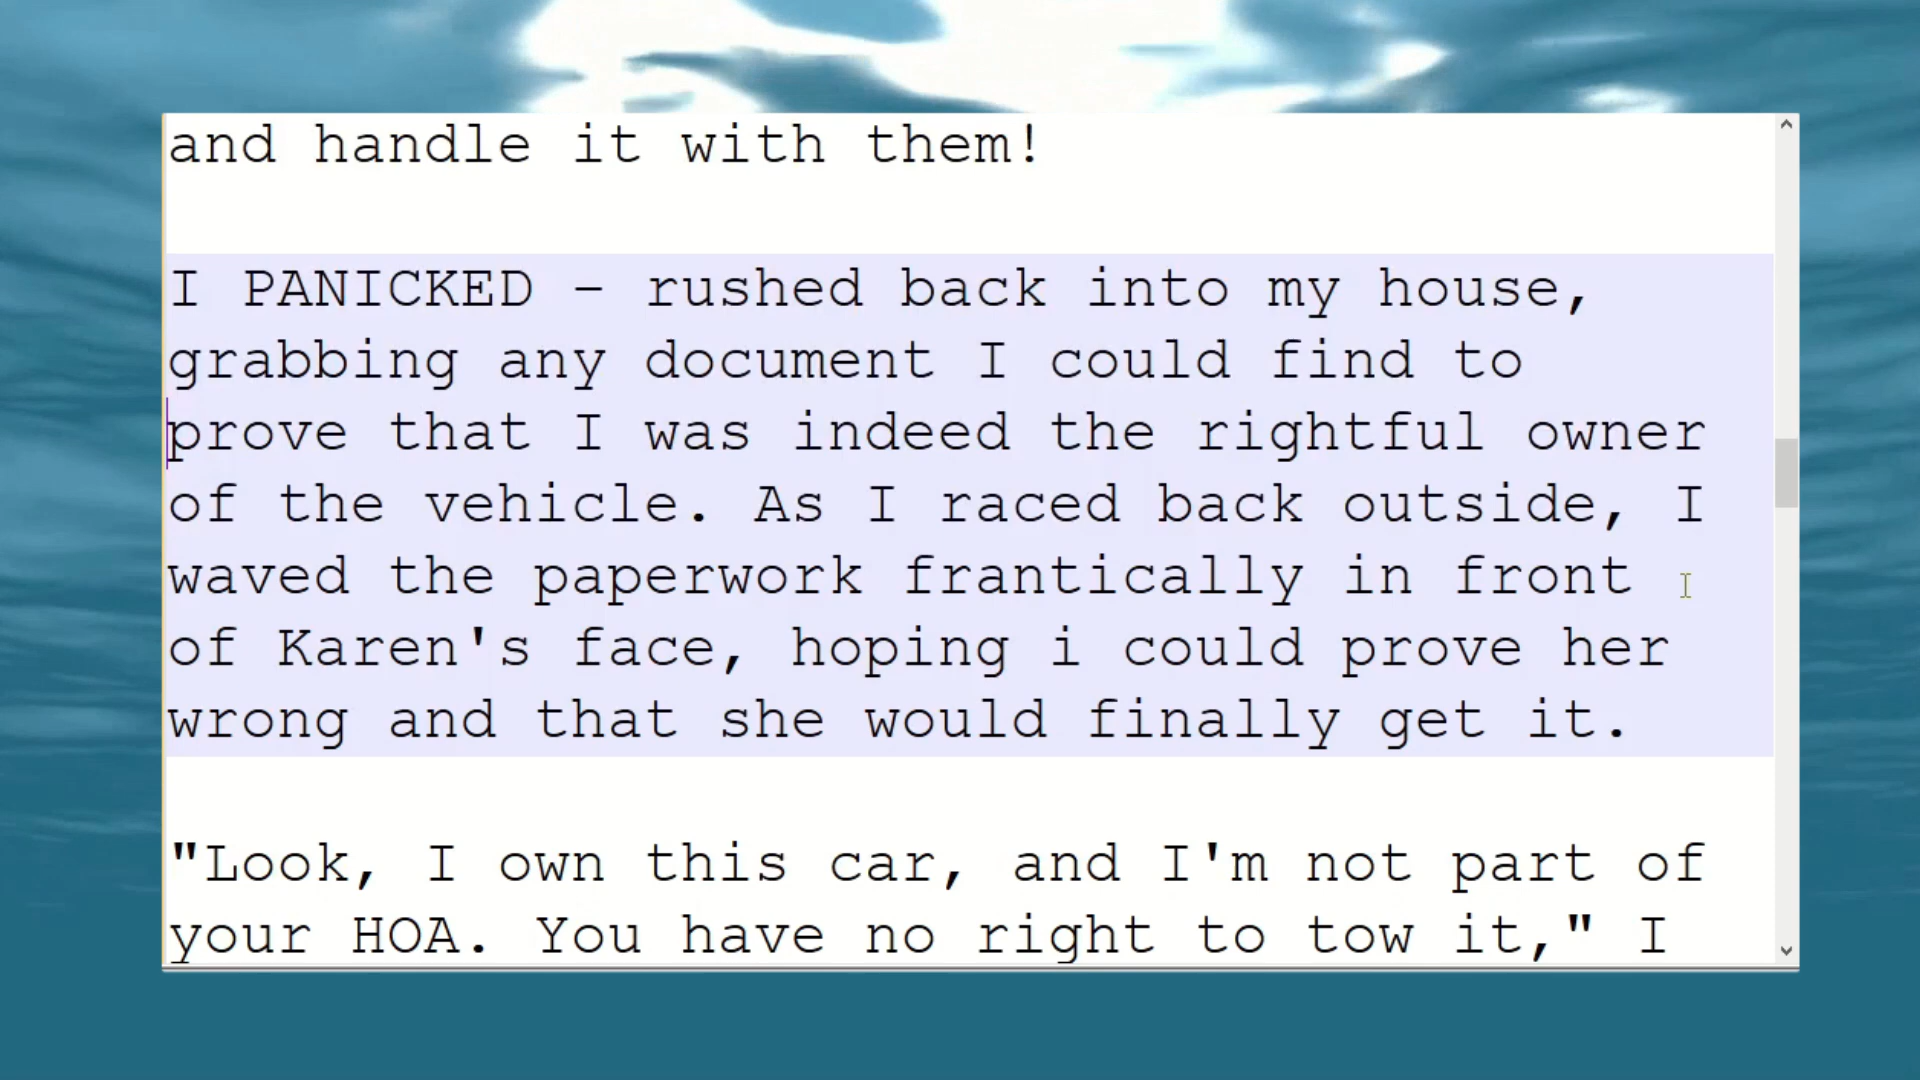 and handle it with them!
I PANICKED – rushed back into my house,
grabbing any document I could find to
prove that I was indeed the rightful owner
of the vehicle. As I raced back outside, I
waved the paperwork frantically in front
of Karen's face, hoping i could prove her
wrong and that she would finally get it.
"Look, I own this car, and I'm not part of
your HOA. You have no right to tow it," I